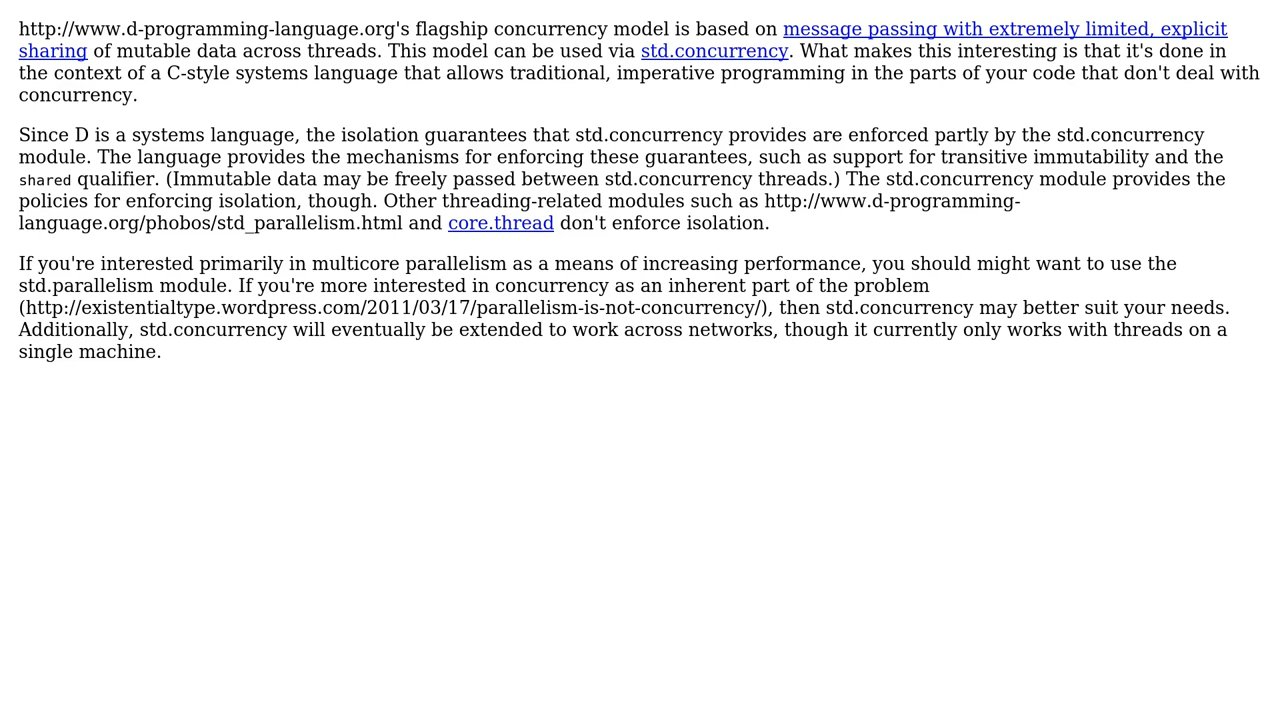 http://www.d-programming-language.org's flagship concurrency model is based on message passing with extremely limited, explicit
sharing of mutable data across threads. This model can be used via std.concurrency. What makes this interesting is that it's done in
the context of a C-style systems language that allows traditional, imperative programming in the parts of your code that don't deal with
concurrency.
Since D is a systems language, the isolation guarantees that std.concurrency provides are enforced partly by the std.concurrency
module. The language provides the mechanisms for enforcing these guarantees, such as support for transitive immutability and the
shared qualifier. (Immutable data may be freely passed between std.concurrency threads.) The std.concurrency module provides the
policies for enforcing isolation, though. Other threading-related modules such as http://www.d-programming-
language.org/phobos/std_parallelism.html and core.thread don't enforce isolation.
If you're interested primarily in multicore parallelism as a means of increasing performance, you should might want to use the
std.parallelism module. If you're more interested in concurrency as an inherent part of the problem
(http://existentialtype.wordpress.com/2011/03/17/parallelism-is-not-concurrency/), then std.concurrency may better suit your needs.
Additionally, std.concurrency will eventually be extended to work across networks, though it currently only works with threads on a
single machine.